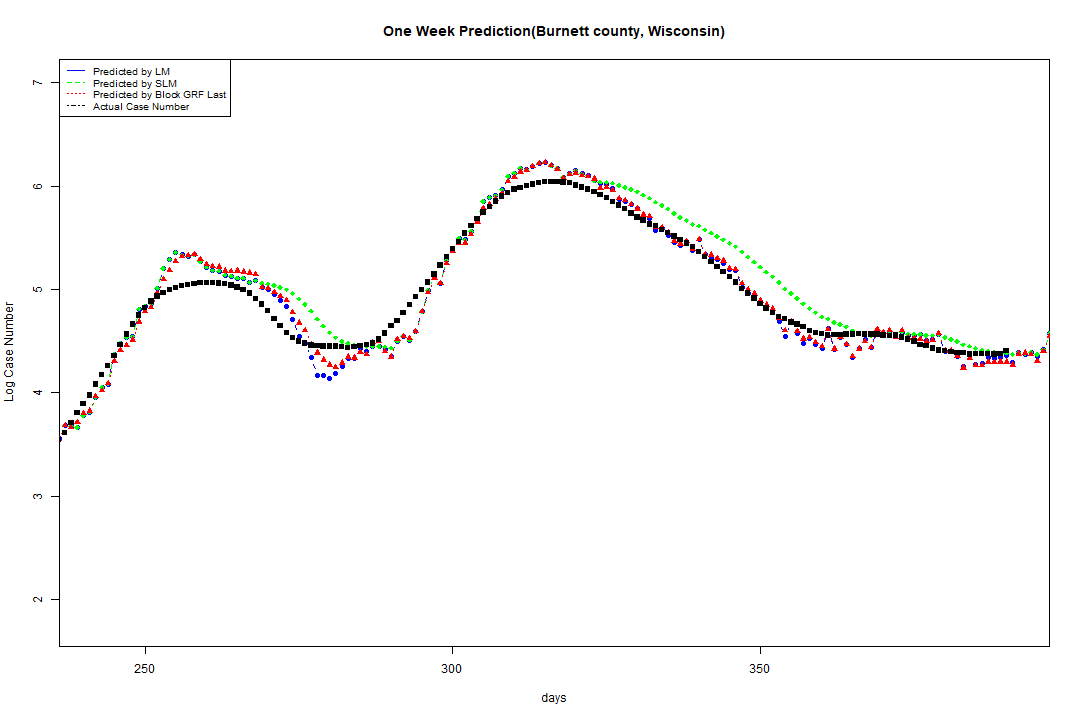 One Week Prediction(Burnett county, Wisconsin)
Predicted by LM
Predicted by SLM
Predicted by Block GRF Last
Actual Case Number
7
6
5
4
3
2
Log Case Number
250
300
350
days